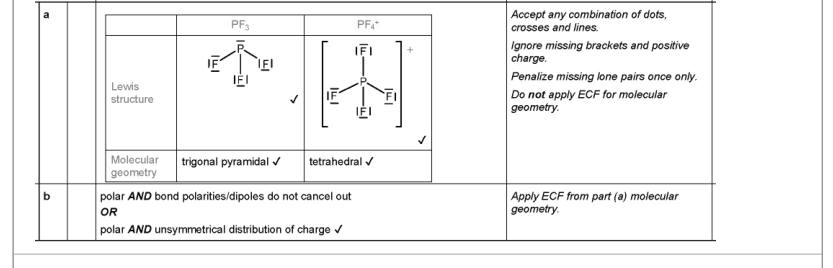 a
PF₃ PF₄⁺
Lewis
structure
P
|F |F| F|
✓
[ |F| ] +
P
|F |F| F|
✓
Molecular
geometry
trigonal pyramidal ✓
tetrahedral ✓
Accept any combination of dots,
crosses and lines.
Ignore missing brackets and positive
charge.
Penalize missing lone pairs once only.
Do not apply ECF for molecular
geometry.
b
polar AND bond polarities/dipoles do not cancel out
OR
polar AND unsymmetrical distribution of charge ✓
Apply ECF from part (a) molecular
geometry.